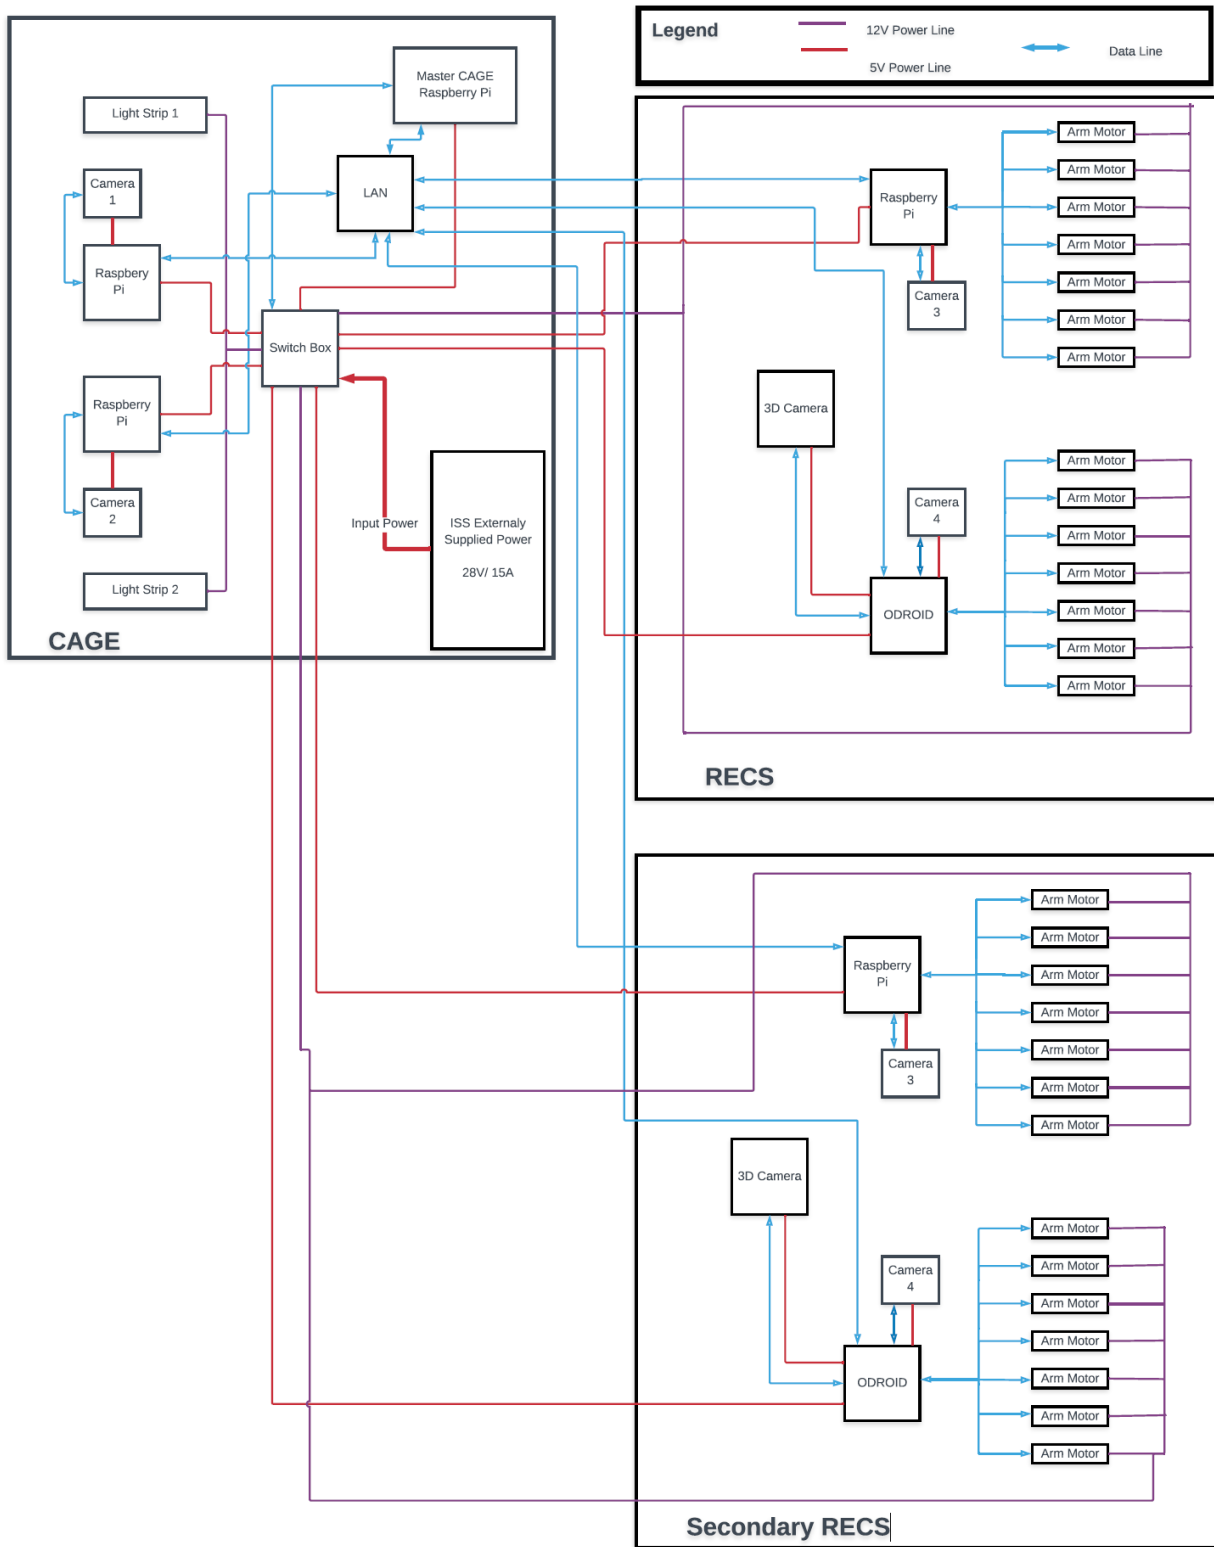 Legend
12V Power Line
5V Power Line
Data Line
Master CAGE
Raspberry Pi
Light Strip 1
LAN
Camera
1
Raspbery
Pi
Switch Box
Raspberry
Pi
Camera
2
Input Power
ISS Externaly
Supplied Power
28V/ 15A
Light Strip 2
CAGE
Arm Motor
Arm Motor
Arm Motor
Arm Motor
Arm Motor
Arm Motor
Arm Motor
Raspberry
Pi
Camera
3
3D Camera
Camera
4
ODROID
Arm Motor
Arm Motor
Arm Motor
Arm Motor
Arm Motor
Arm Motor
Arm Motor
RECS
Arm Motor
Arm Motor
Arm Motor
Arm Motor
Arm Motor
Arm Motor
Arm Motor
Raspberry
Pi
Camera
3
3D Camera
Camera
4
ODROID
Arm Motor
Arm Motor
Arm Motor
Arm Motor
Arm Motor
Arm Motor
Arm Motor
Secondary RECS